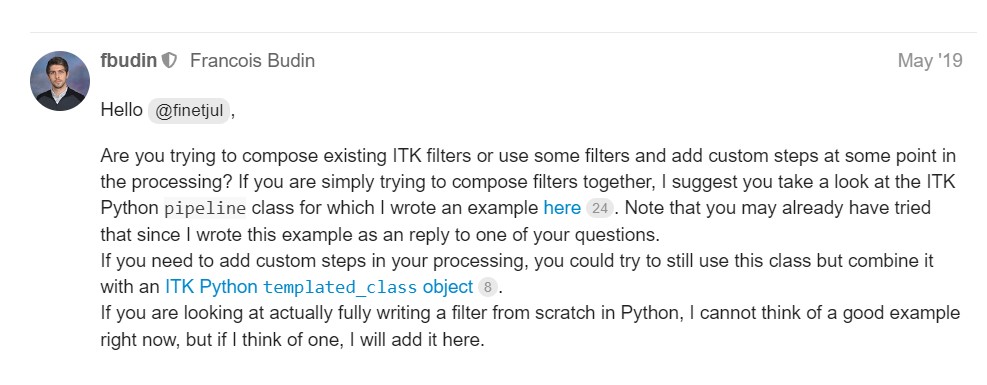 fbudin Francois Budin May '19
Hello @finetjul ,
Are you trying to compose existing ITK filters or use some filters and add custom steps at some point in
the processing? If you are simply trying to compose filters together, I suggest you take a look at the ITK
Python pipeline class for which I wrote an example here 24 . Note that you may already have tried
that since I wrote this example as an reply to one of your questions.
If you need to add custom steps in your processing, you could try to still use this class but combine it
with an ITK Python templated_class object 8 .
If you are looking at actually fully writing a filter from scratch in Python, I cannot think of a good example
right now, but if I think of one, I will add it here.